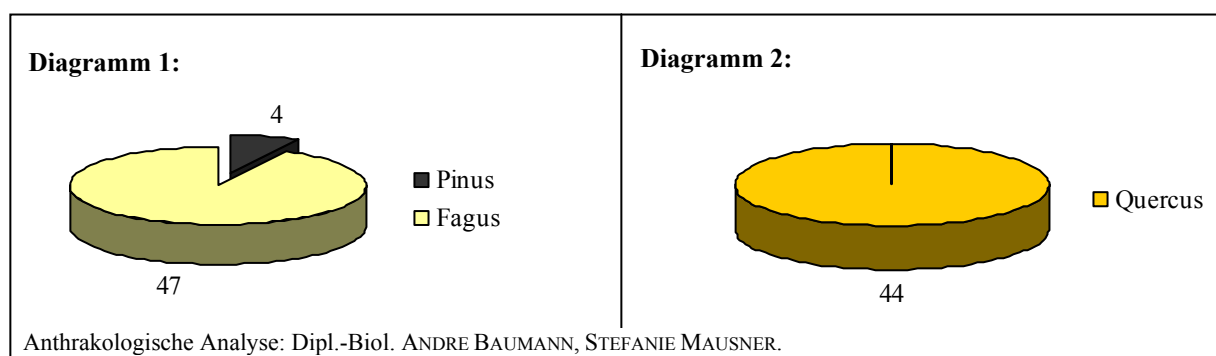 Diagramm 1:
4
Pinus
Fagus
47
Diagramm 2:
Quercus
44
Anthrakologische Analyse: Dipl.-Biol. ANDRE BAUMANN, STEFANIE MAUSNER.